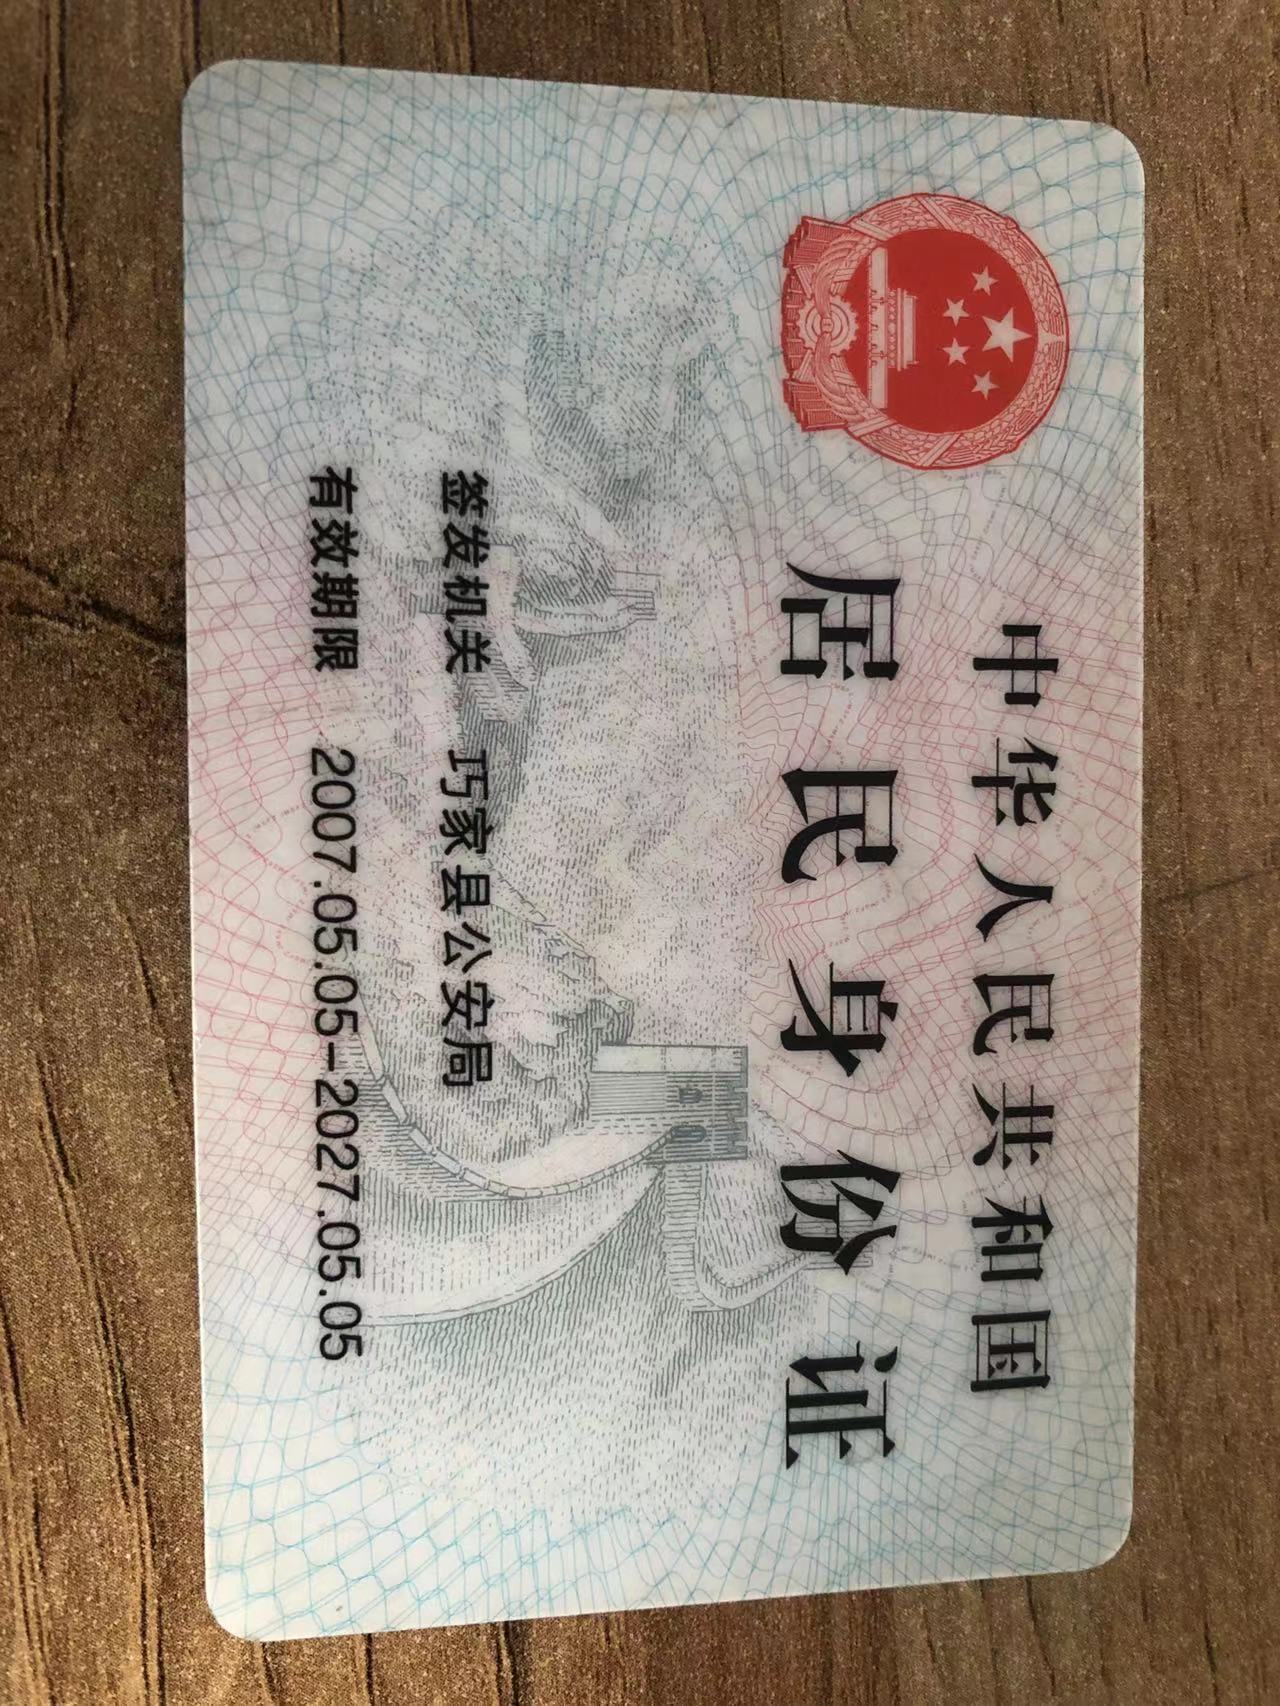 中华人民共和国
居民身份证
签发机关 巧家县公安局
有效期限 2007.05.05-2027.05.05